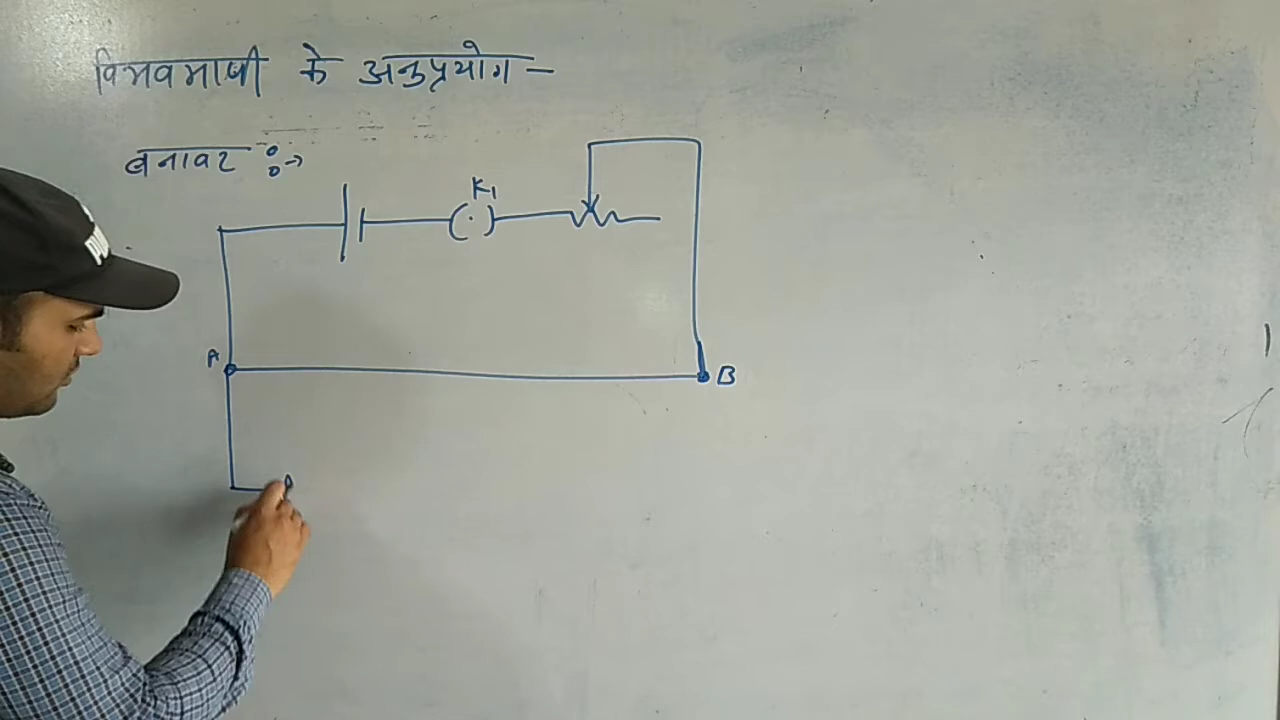 विभवमापी के अनुप्रयोग —
बनावट :→
K₁
A
B